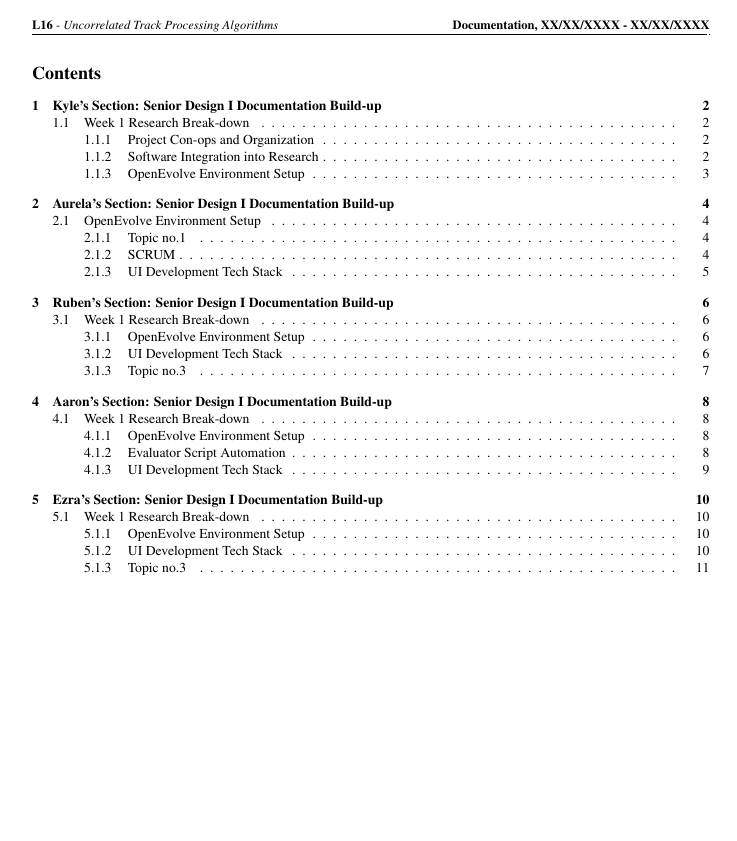 L16 - Uncorrelated Track Processing Algorithms Documentation, XX/XX/XXXX - XX/XX/XXXX
Contents
1 Kyle's Section: Senior Design I Documentation Build-up 2
1.1 Week 1 Research Break-down . . . . . . . . . . . . . . . . . . . . . . . . . . . . . . . . . 2
1.1.1 Project Con-ops and Organization . . . . . . . . . . . . . . . . . . . . . . . . . . . . 2
1.1.2 Software Integration into Research . . . . . . . . . . . . . . . . . . . . . . . . . . . . 2
1.1.3 OpenEvolve Environment Setup . . . . . . . . . . . . . . . . . . . . . . . . . . . . . 3
2 Aurela's Section: Senior Design I Documentation Build-up 4
2.1 OpenEvolve Environment Setup . . . . . . . . . . . . . . . . . . . . . . . . . . . . . . . . 4
2.1.1 Topic no.1 . . . . . . . . . . . . . . . . . . . . . . . . . . . . . . . . . . . . . . 4
2.1.2 SCRUM . . . . . . . . . . . . . . . . . . . . . . . . . . . . . . . . . . . . . . . 4
2.1.3 UI Development Tech Stack . . . . . . . . . . . . . . . . . . . . . . . . . . . . . . 5
3 Ruben's Section: Senior Design I Documentation Build-up 6
3.1 Week 1 Research Break-down . . . . . . . . . . . . . . . . . . . . . . . . . . . . . . . . . 6
3.1.1 OpenEvolve Environment Setup . . . . . . . . . . . . . . . . . . . . . . . . . . . . . 6
3.1.2 UI Development Tech Stack . . . . . . . . . . . . . . . . . . . . . . . . . . . . . . 6
3.1.3 Topic no.3 . . . . . . . . . . . . . . . . . . . . . . . . . . . . . . . . . . . . . . 7
4 Aaron's Section: Senior Design I Documentation Build-up 8
4.1 Week 1 Research Break-down . . . . . . . . . . . . . . . . . . . . . . . . . . . . . . . . . 8
4.1.1 OpenEvolve Environment Setup . . . . . . . . . . . . . . . . . . . . . . . . . . . . . 8
4.1.2 Evaluator Script Automation . . . . . . . . . . . . . . . . . . . . . . . . . . . . . . 8
4.1.3 UI Development Tech Stack . . . . . . . . . . . . . . . . . . . . . . . . . . . . . . 9
5 Ezra's Section: Senior Design I Documentation Build-up 10
5.1 Week 1 Research Break-down . . . . . . . . . . . . . . . . . . . . . . . . . . . . . . . . . 10
5.1.1 OpenEvolve Environment Setup . . . . . . . . . . . . . . . . . . . . . . . . . . . . . 10
5.1.2 UI Development Tech Stack . . . . . . . . . . . . . . . . . . . . . . . . . . . . . . 10
5.1.3 Topic no.3 . . . . . . . . . . . . . . . . . . . . . . . . . . . . . . . . . . . . . . 11